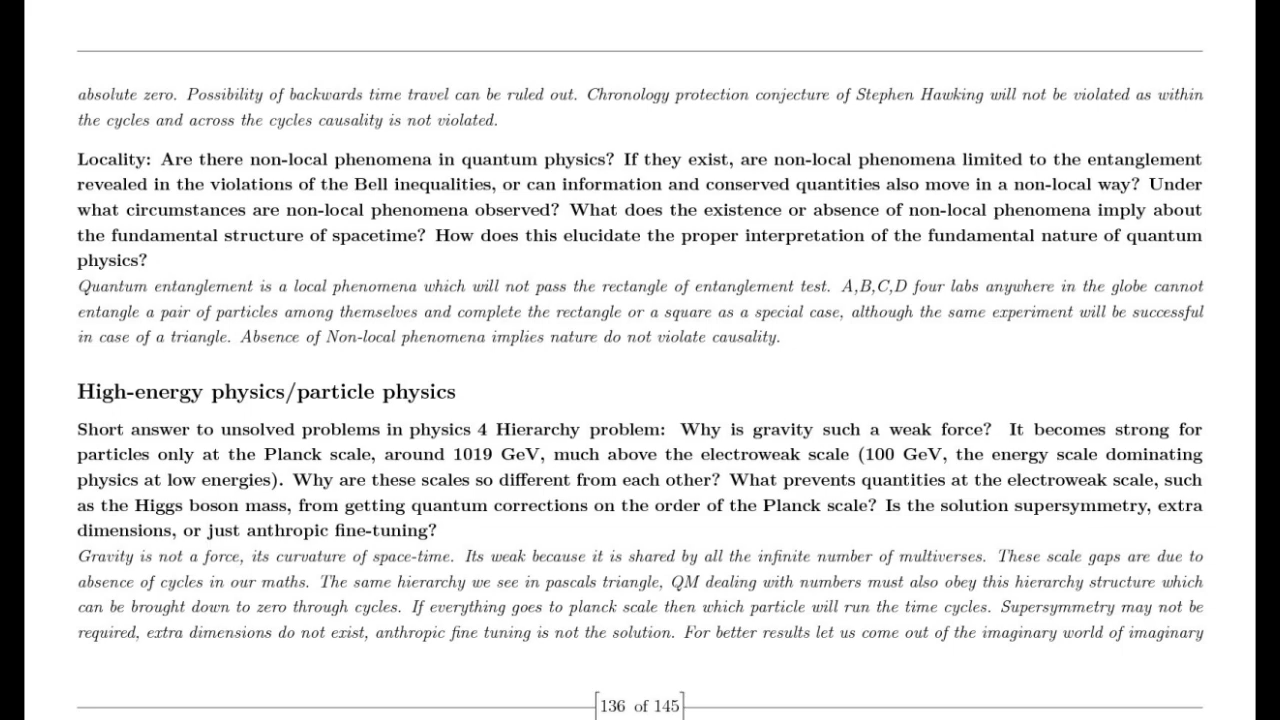 absolute zero. Possibility of backwards time travel can be ruled out. Chronology protection conjecture of Stephen Hawking will not be violated as within
the cycles and across the cycles causality is not violated.
Locality: Are there non-local phenomena in quantum physics? If they exist, are non-local phenomena limited to the entanglement
revealed in the violations of the Bell inequalities, or can information and conserved quantities also move in a non-local way? Under
what circumstances are non-local phenomena observed? What does the existence or absence of non-local phenomena imply about
the fundamental structure of spacetime? How does this elucidate the proper interpretation of the fundamental nature of quantum
physics?
Quantum entanglement is a local phenomena which will not pass the rectangle of entanglement test. A,B,C,D four labs anywhere in the globe cannot
entangle a pair of particles among themselves and complete the rectangle or a square as a special case, although the same experiment will be successful
in case of a triangle. Absence of Non-local phenomena implies nature do not violate causality.
High-energy physics/particle physics
Short answer to unsolved problems in physics 4 Hierarchy problem: Why is gravity such a weak force? It becomes strong for
particles only at the Planck scale, around 1019 GeV, much above the electroweak scale (100 GeV, the energy scale dominating
physics at low energies). Why are these scales so different from each other? What prevents quantities at the electroweak scale, such
as the Higgs boson mass, from getting quantum corrections on the order of the Planck scale? Is the solution supersymmetry, extra
dimensions, or just anthropic fine-tuning?
Gravity is not a force, its curvature of space-time. Its weak because it is shared by all the infinite number of multiverses. These scale gaps are due to
absence of cycles in our maths. The same hierarchy we see in pascals triangle, QM dealing with numbers must also obey this hierarchy structure which
can be brought down to zero through cycles. If everything goes to planck scale then which particle will run the time cycles. Supersymmetry may not be
required, extra dimensions do not exist, anthropic fine tuning is not the solution. For better results let us come out of the imaginary world of imaginary
136 of 145